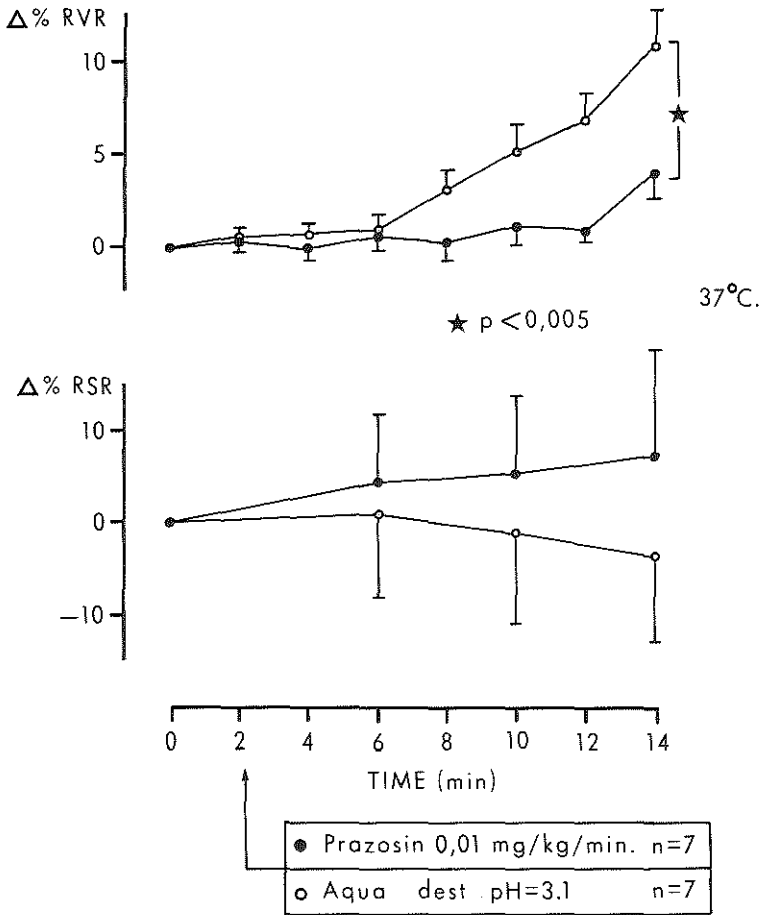 △% RVR
10
5
0
37°C.
★ p <0,005
△% RSR
10
0
−10
0 2 4 6 8 10 12 14
TIME (min)
● Prazosin 0,01 mg/kg/min. n=7
○ Aqua dest pH=3.1 n=7